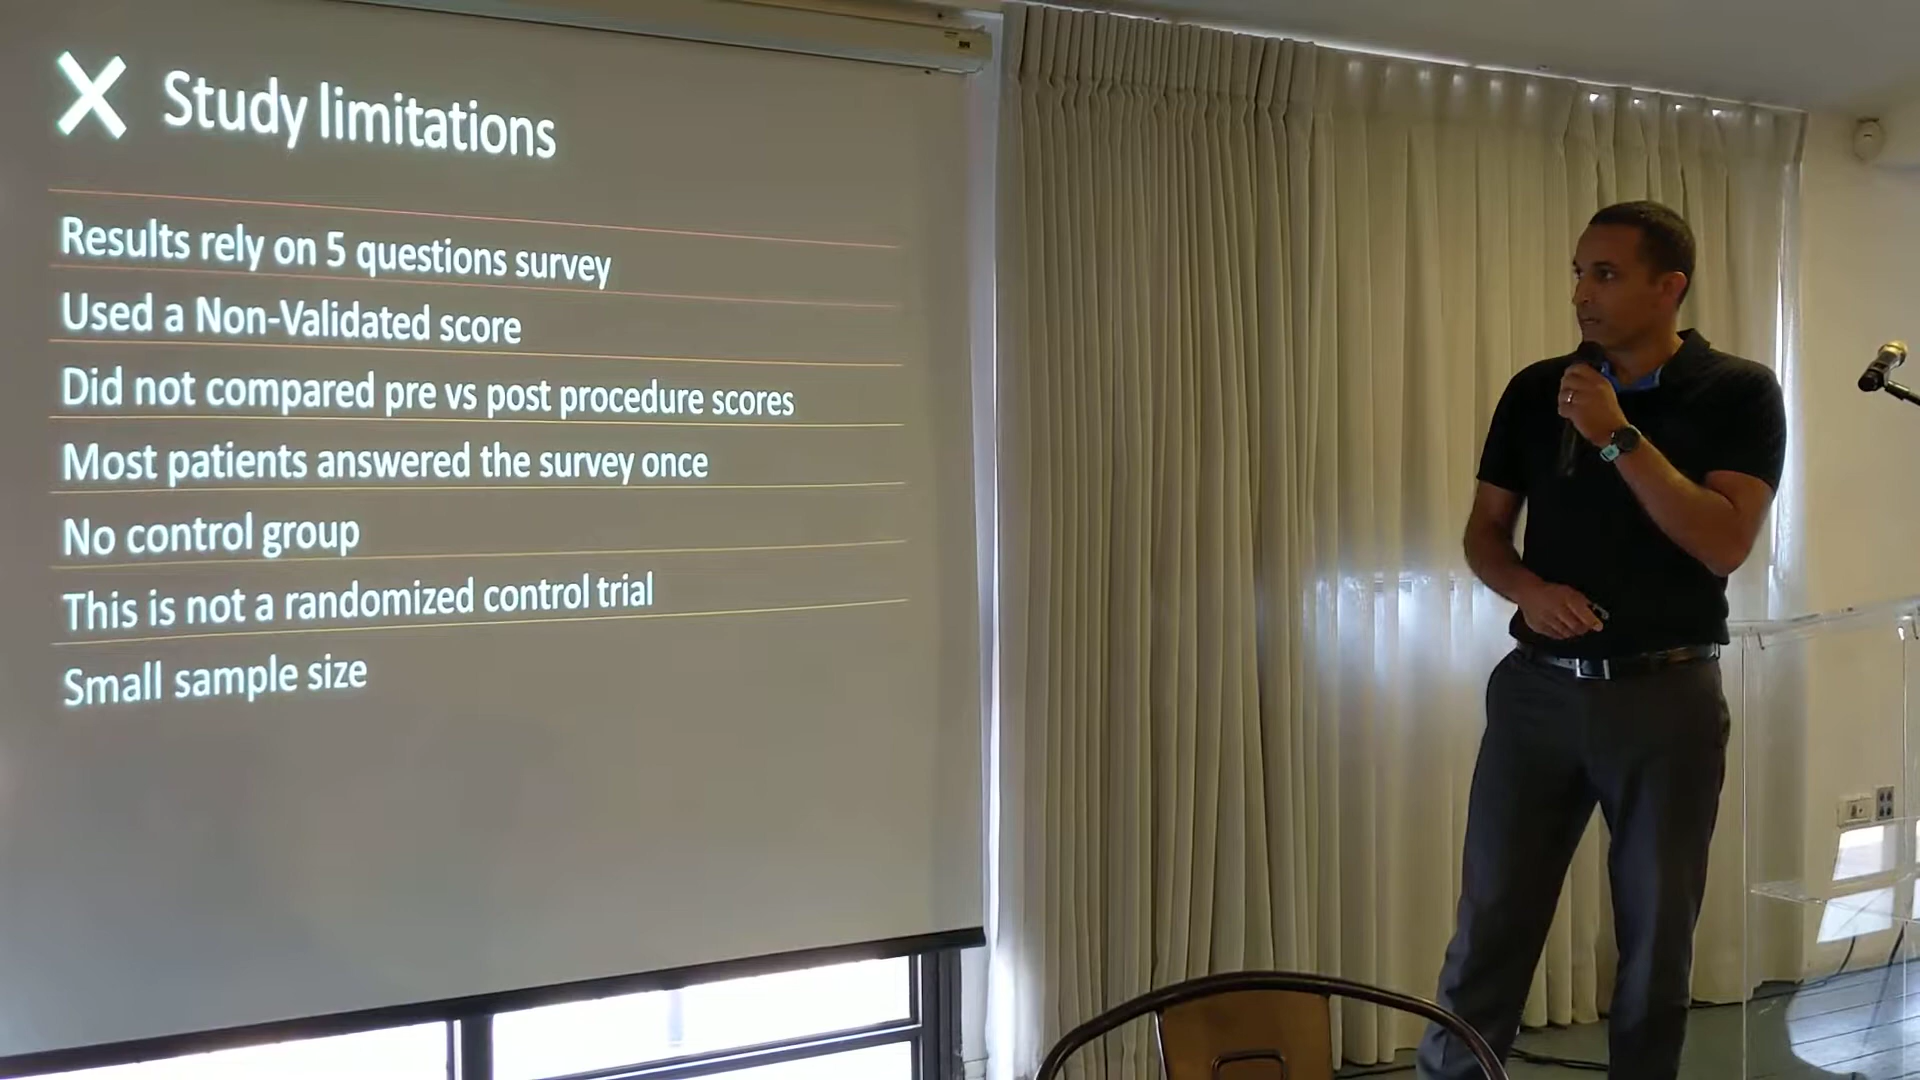 Study limitations
Results rely on 5 questions survey
Used a Non-Validated score
Did not compared pre vs post procedure scores
Most patients answered the survey once
No control group
This is not a randomized control trial
Small sample size